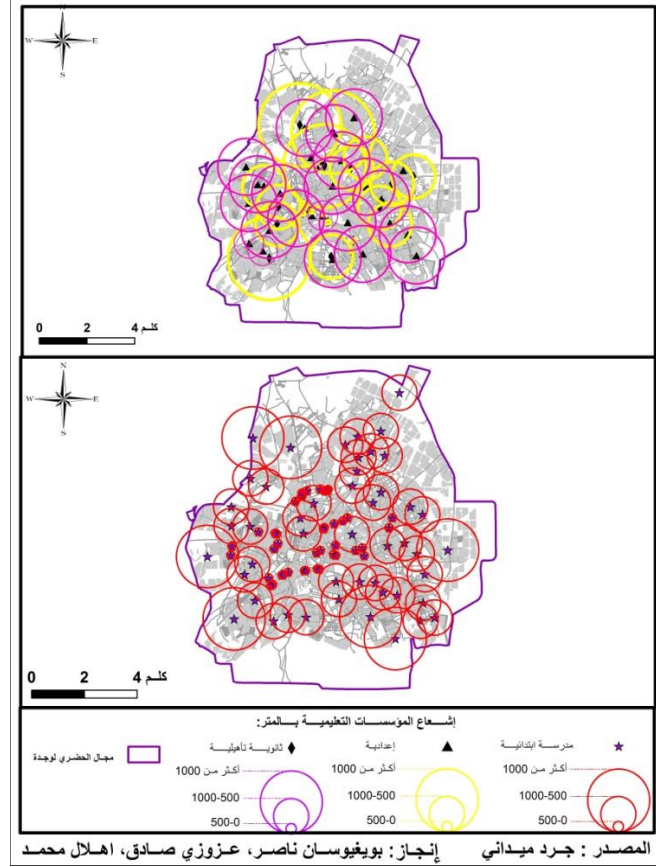 N
W E
S
0 2 4 كلم
N
W E
S
0 2 4 كلم
إشعاع المؤسسات التعليمية بالمتر:
مدرسة ابتدائية
إعدادية
ثانوية تأهيلية
مجال الحضري لوجدة
أكثر من 1000
1000-500
500-0
أكثر من 1000
1000-500
500-0
أكثر من 1000
1000-500
500-0
المصدر : جرد ميداني إنجاز: بويغيوسان ناصر، عزوزي صادق، اهلال محمد